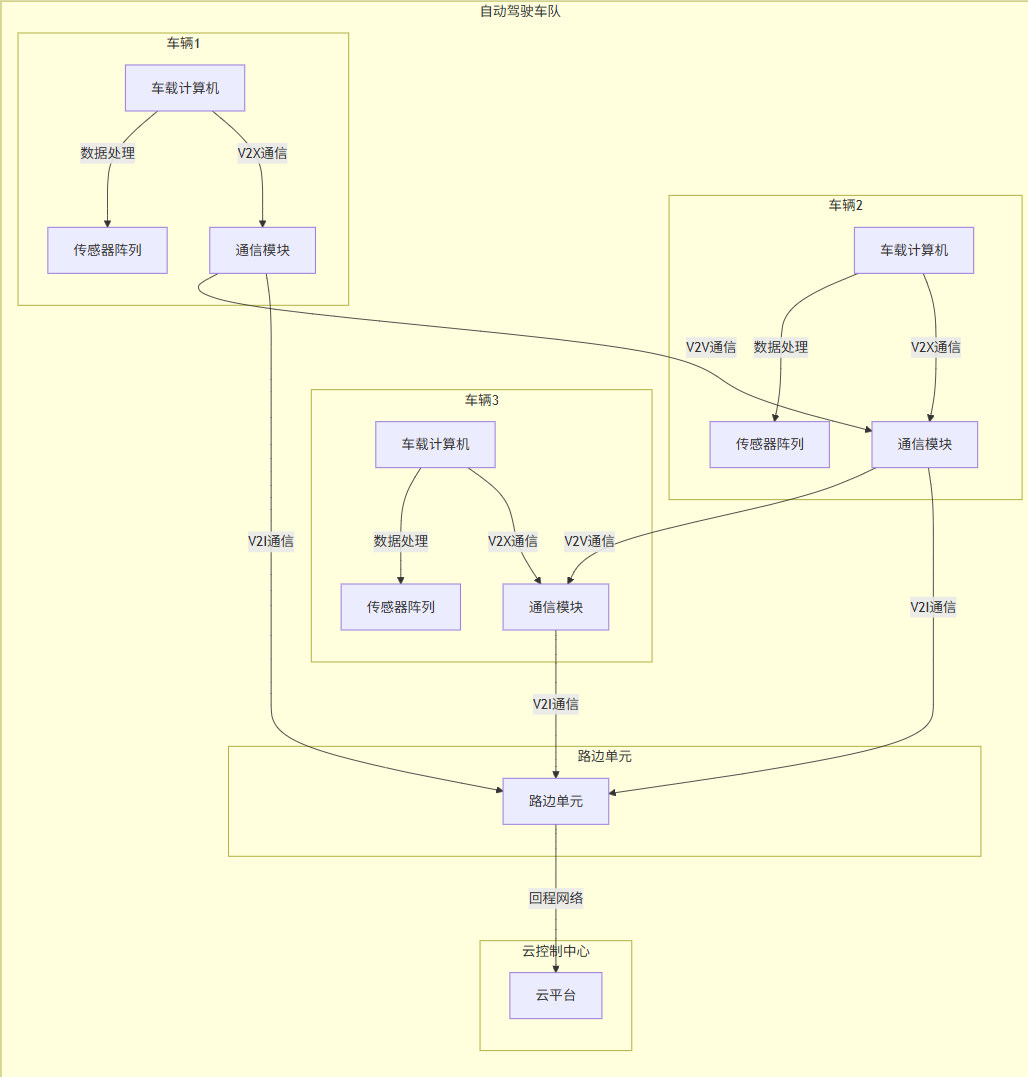 自动驾驶车队
车辆1
车载计算机
数据处理
V2X通信
传感器阵列
通信模块
车辆2
车载计算机
V2V通信
数据处理
V2X通信
传感器阵列
通信模块
车辆3
车载计算机
数据处理
V2X通信
V2V通信
传感器阵列
通信模块
V2I通信
V2I通信
V2I通信
路边单元
路边单元
回程网络
云控制中心
云平台